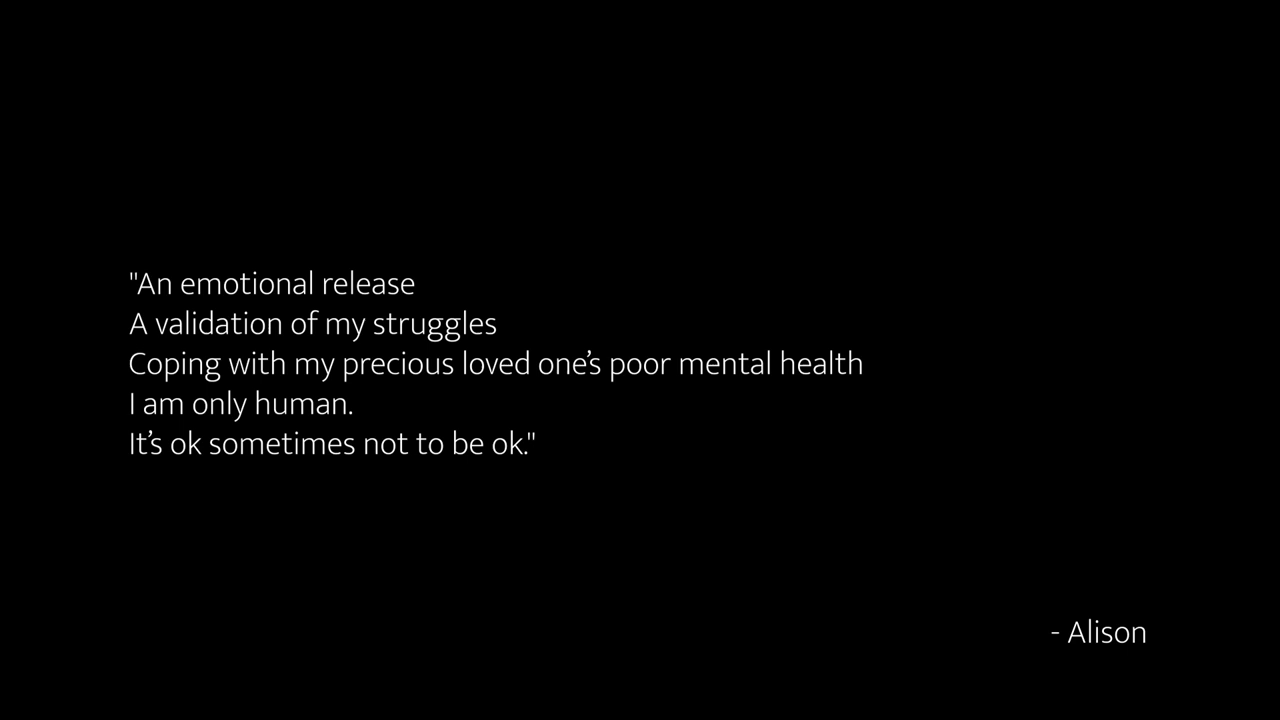 "An emotional release
A validation of my struggles
Coping with my precious loved one’s poor mental health
I am only human.
It’s ok sometimes not to be ok."
- Alison